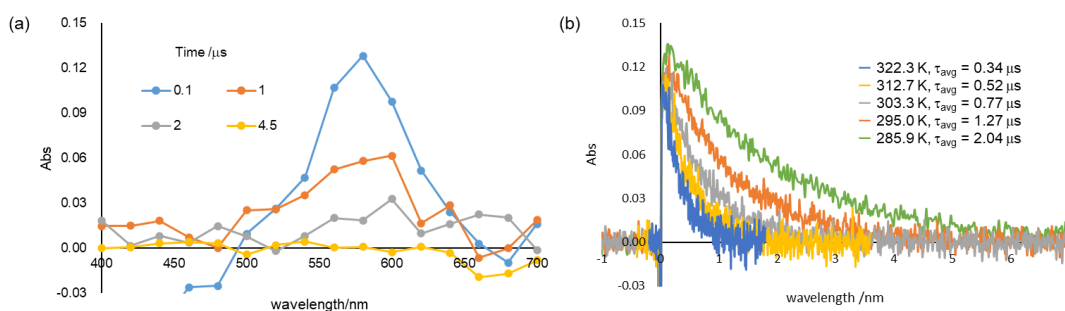 (a)
0.15
0.12
0.09
0.06
0.03
0.00
-0.03
Abs
Time /μs
0.1
1
2
4.5
400
450
500
550
600
650
700
wavelength/nm
(b)
0.15
0.12
0.09
0.06
0.03
0.00
-0.03
Abs
322.3 K, τavg = 0.34 μs
312.7 K, τavg = 0.52 μs
303.3 K, τavg = 0.77 μs
295.0 K, τavg = 1.27 μs
285.9 K, τavg = 2.04 μs
-1
0
1
2
3
4
5
6
wavelength /nm